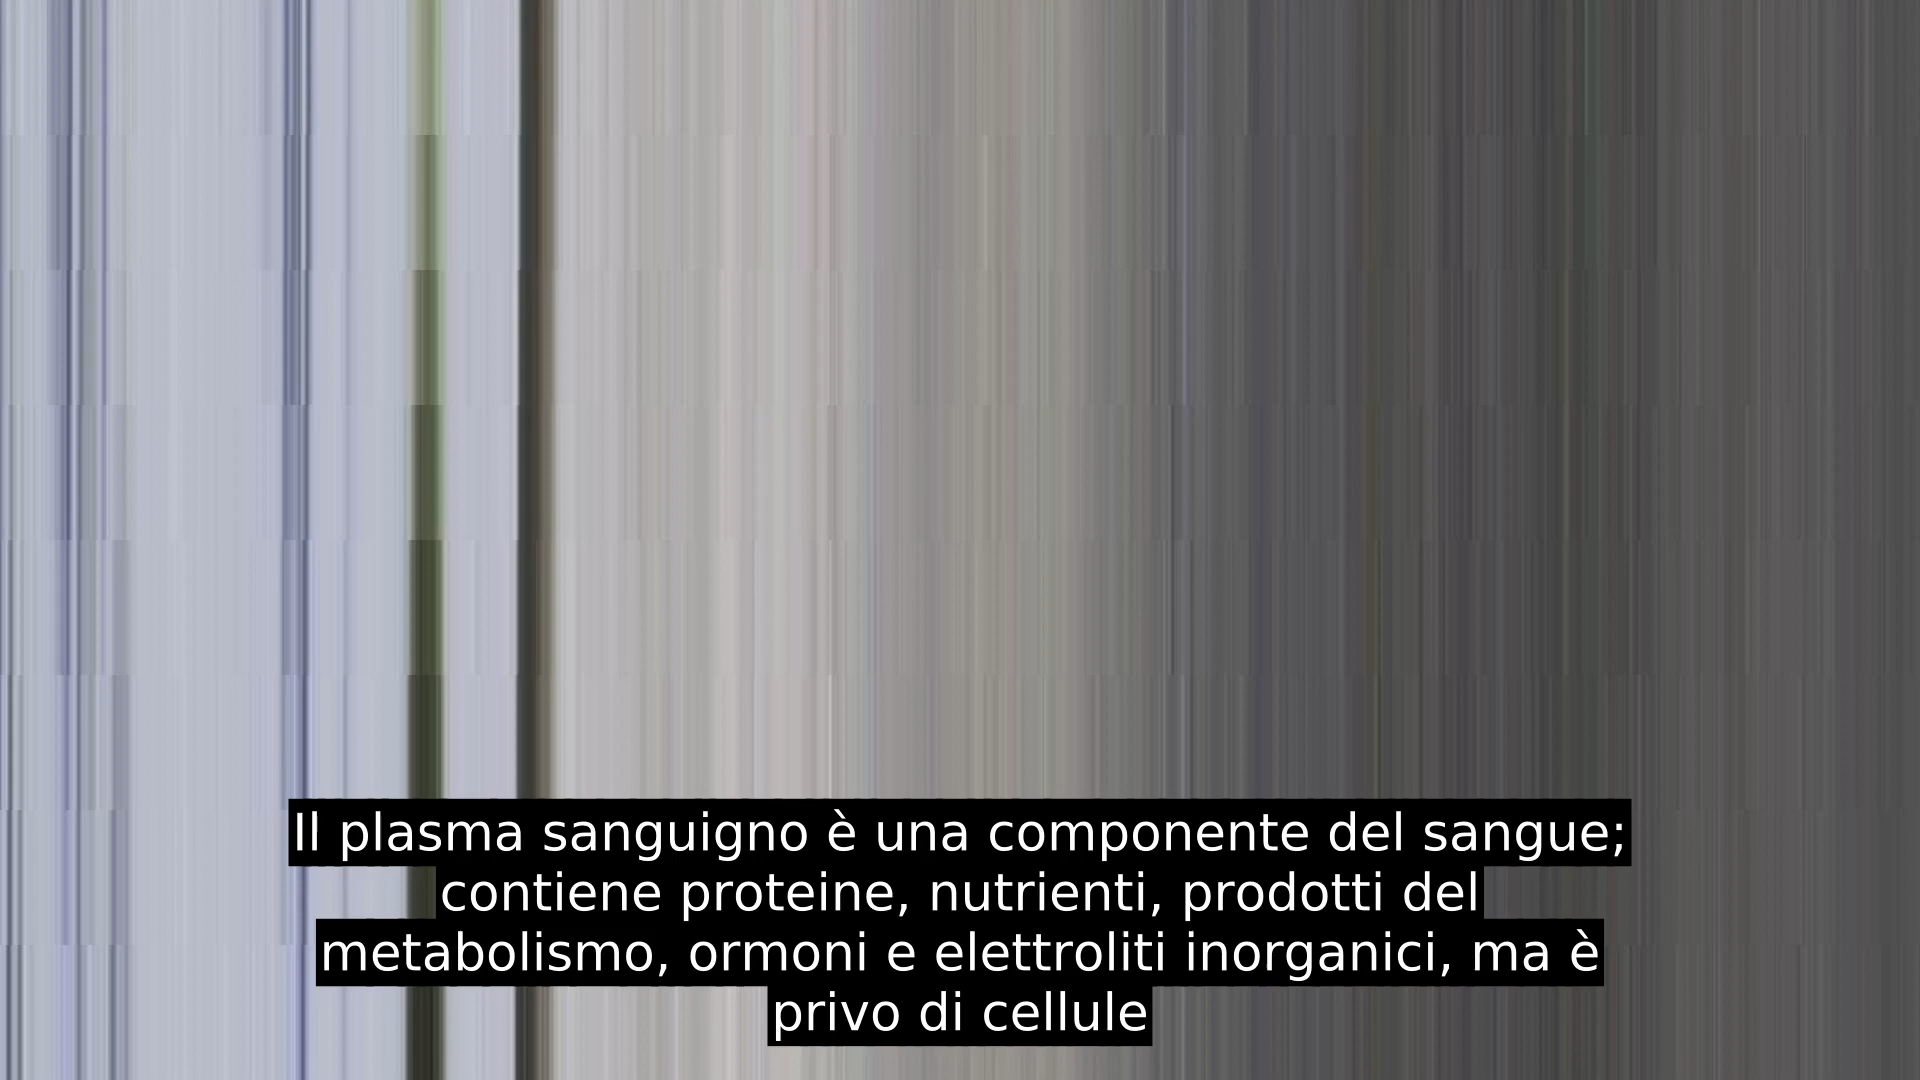 Il plasma sanguigno è una componente del sangue;
contiene proteine, nutrienti, prodotti del
metabolismo, ormoni e elettroliti inorganici, ma è
privo di cellule